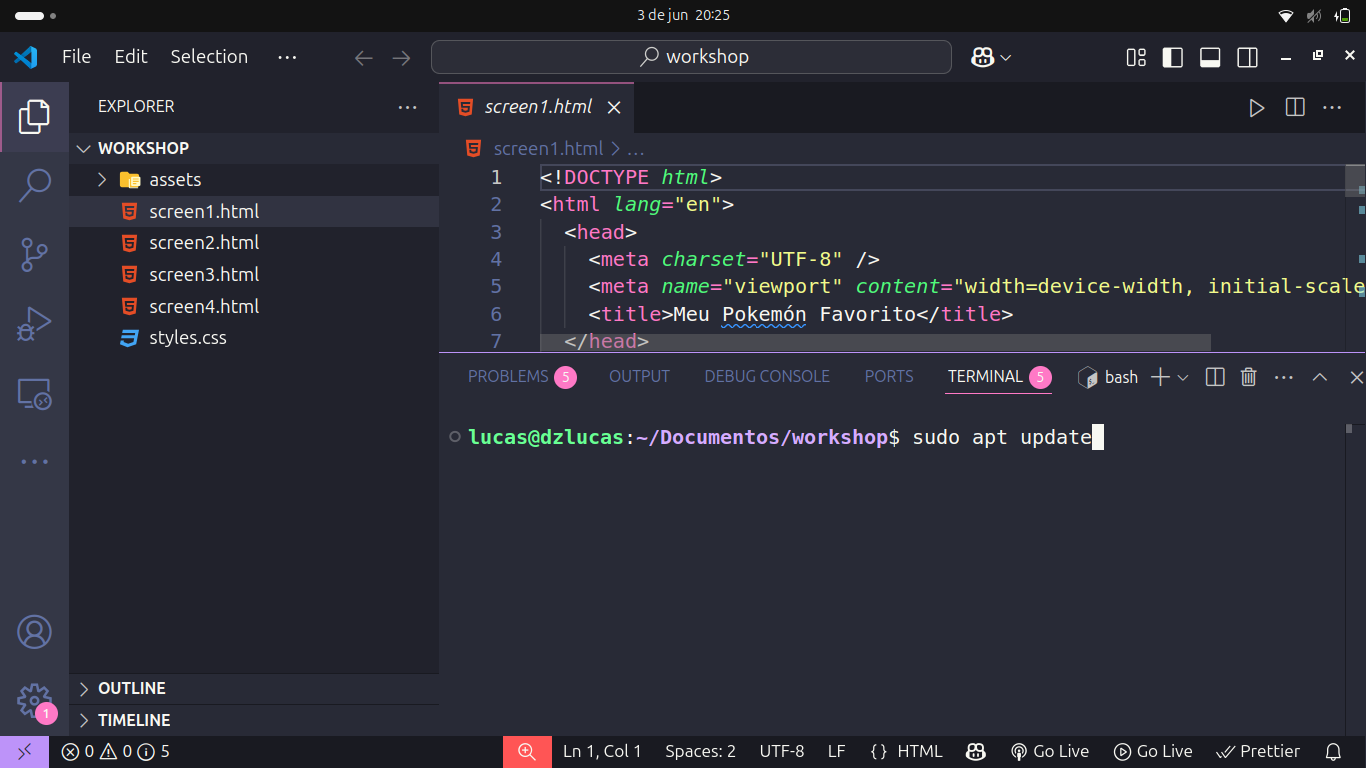 3 de jun 20:25
File Edit Selection ···
workshop
EXPLORER ···
screen1.html
WORKSHOP
screen1.html > ...
assets
screen1.html
screen2.html
screen3.html
screen4.html
styles.css
1 <!DOCTYPE html>
2 <html lang="en">
3 <head>
4 <meta charset="UTF-8" />
5 <meta name="viewport" content="width=device-width, initial-scale
6 <title>Meu Pokemón Favorito</title>
7 </head>
PROBLEMS 5 OUTPUT DEBUG CONSOLE PORTS TERMINAL 5 bash
lucas@dzlucas:~/Documentos/workshop$ sudo apt update
OUTLINE
1
TIMELINE
0 0 5 Ln 1, Col 1 Spaces: 2 UTF-8 LF {} HTML Go Live Go Live Prettier